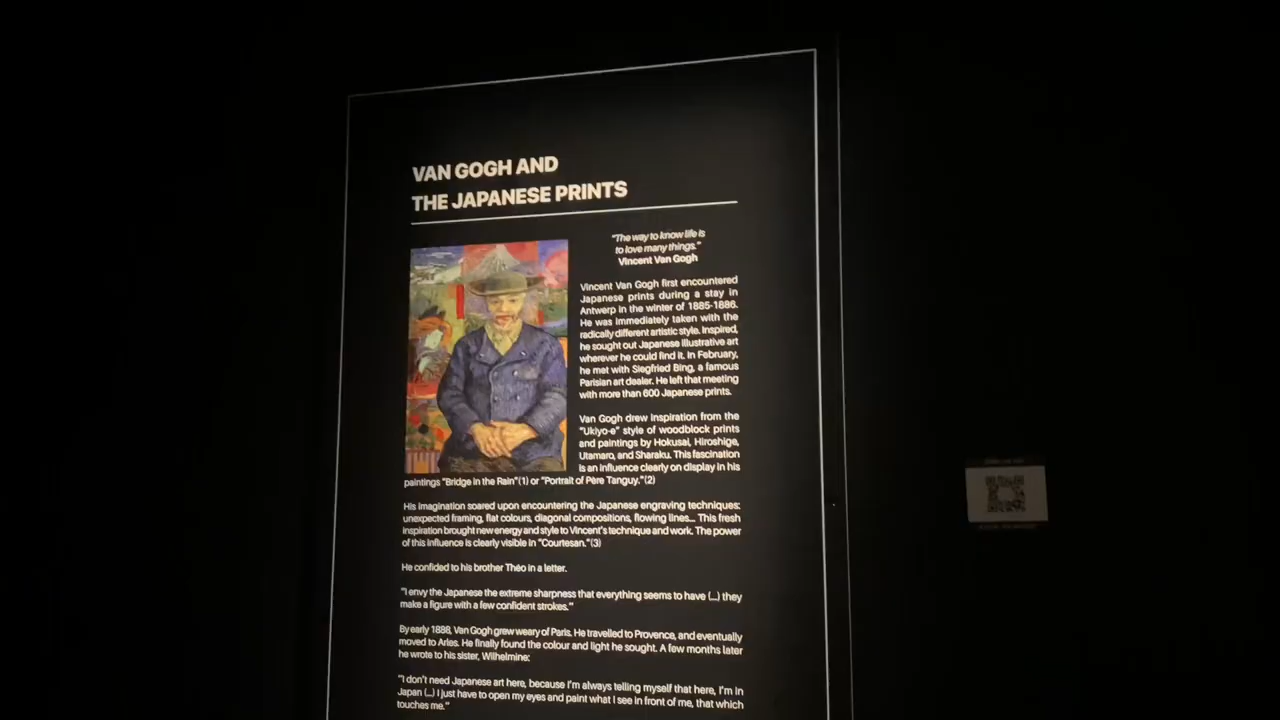 VAN GOGH AND
THE JAPANESE PRINTS
"The way to know life is
to love many things."
Vincent Van Gogh
Vincent Van Gogh first encountered
Japanese prints during a stay in
Antwerp in the winter of 1885-1886.
He was immediately taken with the
radically different artistic style. Inspired,
he sought out Japanese illustrative art
wherever he could find it. In February,
he met with Siegfried Bing, a famous
Parisian art dealer. He left that meeting
with more than 600 Japanese prints.
Van Gogh drew inspiration from the
"Ukiyo-e" style of woodblock prints
and paintings by Hokusai, Hiroshige,
Utamaro, and Sharaku. This fascination
is an influence clearly on display in his
paintings "Bridge in the Rain"(1) or "Portrait of Père Tanguy."(2)
His imagination soared upon encountering the Japanese engraving techniques:
unexpected framing, flat colours, diagonal compositions, flowing lines... This fresh
inspiration brought new energy and style to Vincent's technique and work. The power
of this influence is clearly visible in "Courtesan."(3)
He confided to his brother Théo in a letter.
"I envy the Japanese the extreme sharpness that everything seems to have (...) they
make a figure with a few confident strokes."
By early 1888, Van Gogh grew weary of Paris. He travelled to Provence, and eventually
moved to Arles. He finally found the colour and light he sought. A few months later
he wrote to his sister, Wilhelmine:
"I don't need Japanese art here, because I'm always telling myself that here, I'm in
Japan (...) I just have to open my eyes and paint what I see in front of me, that which
touches me."